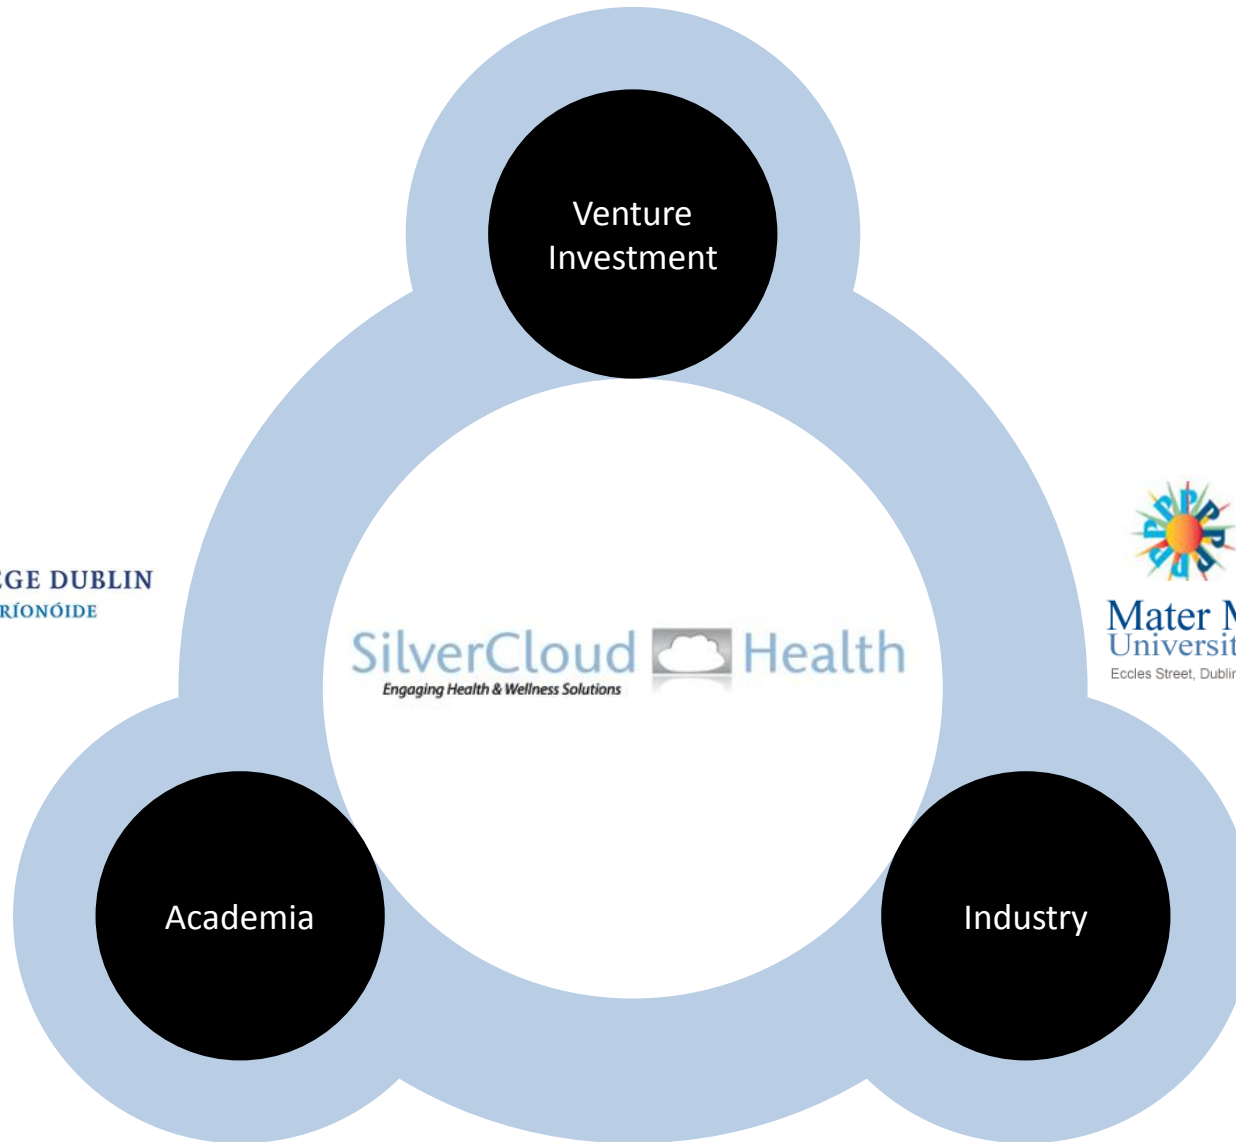 Venture
Investment
EGE DUBLIN
RÍONÓIDE
Mater
Universit
Eccles Street, Dublin
SilverCloud Health
Engaging Health & Wellness Solutions
Academia
Industry